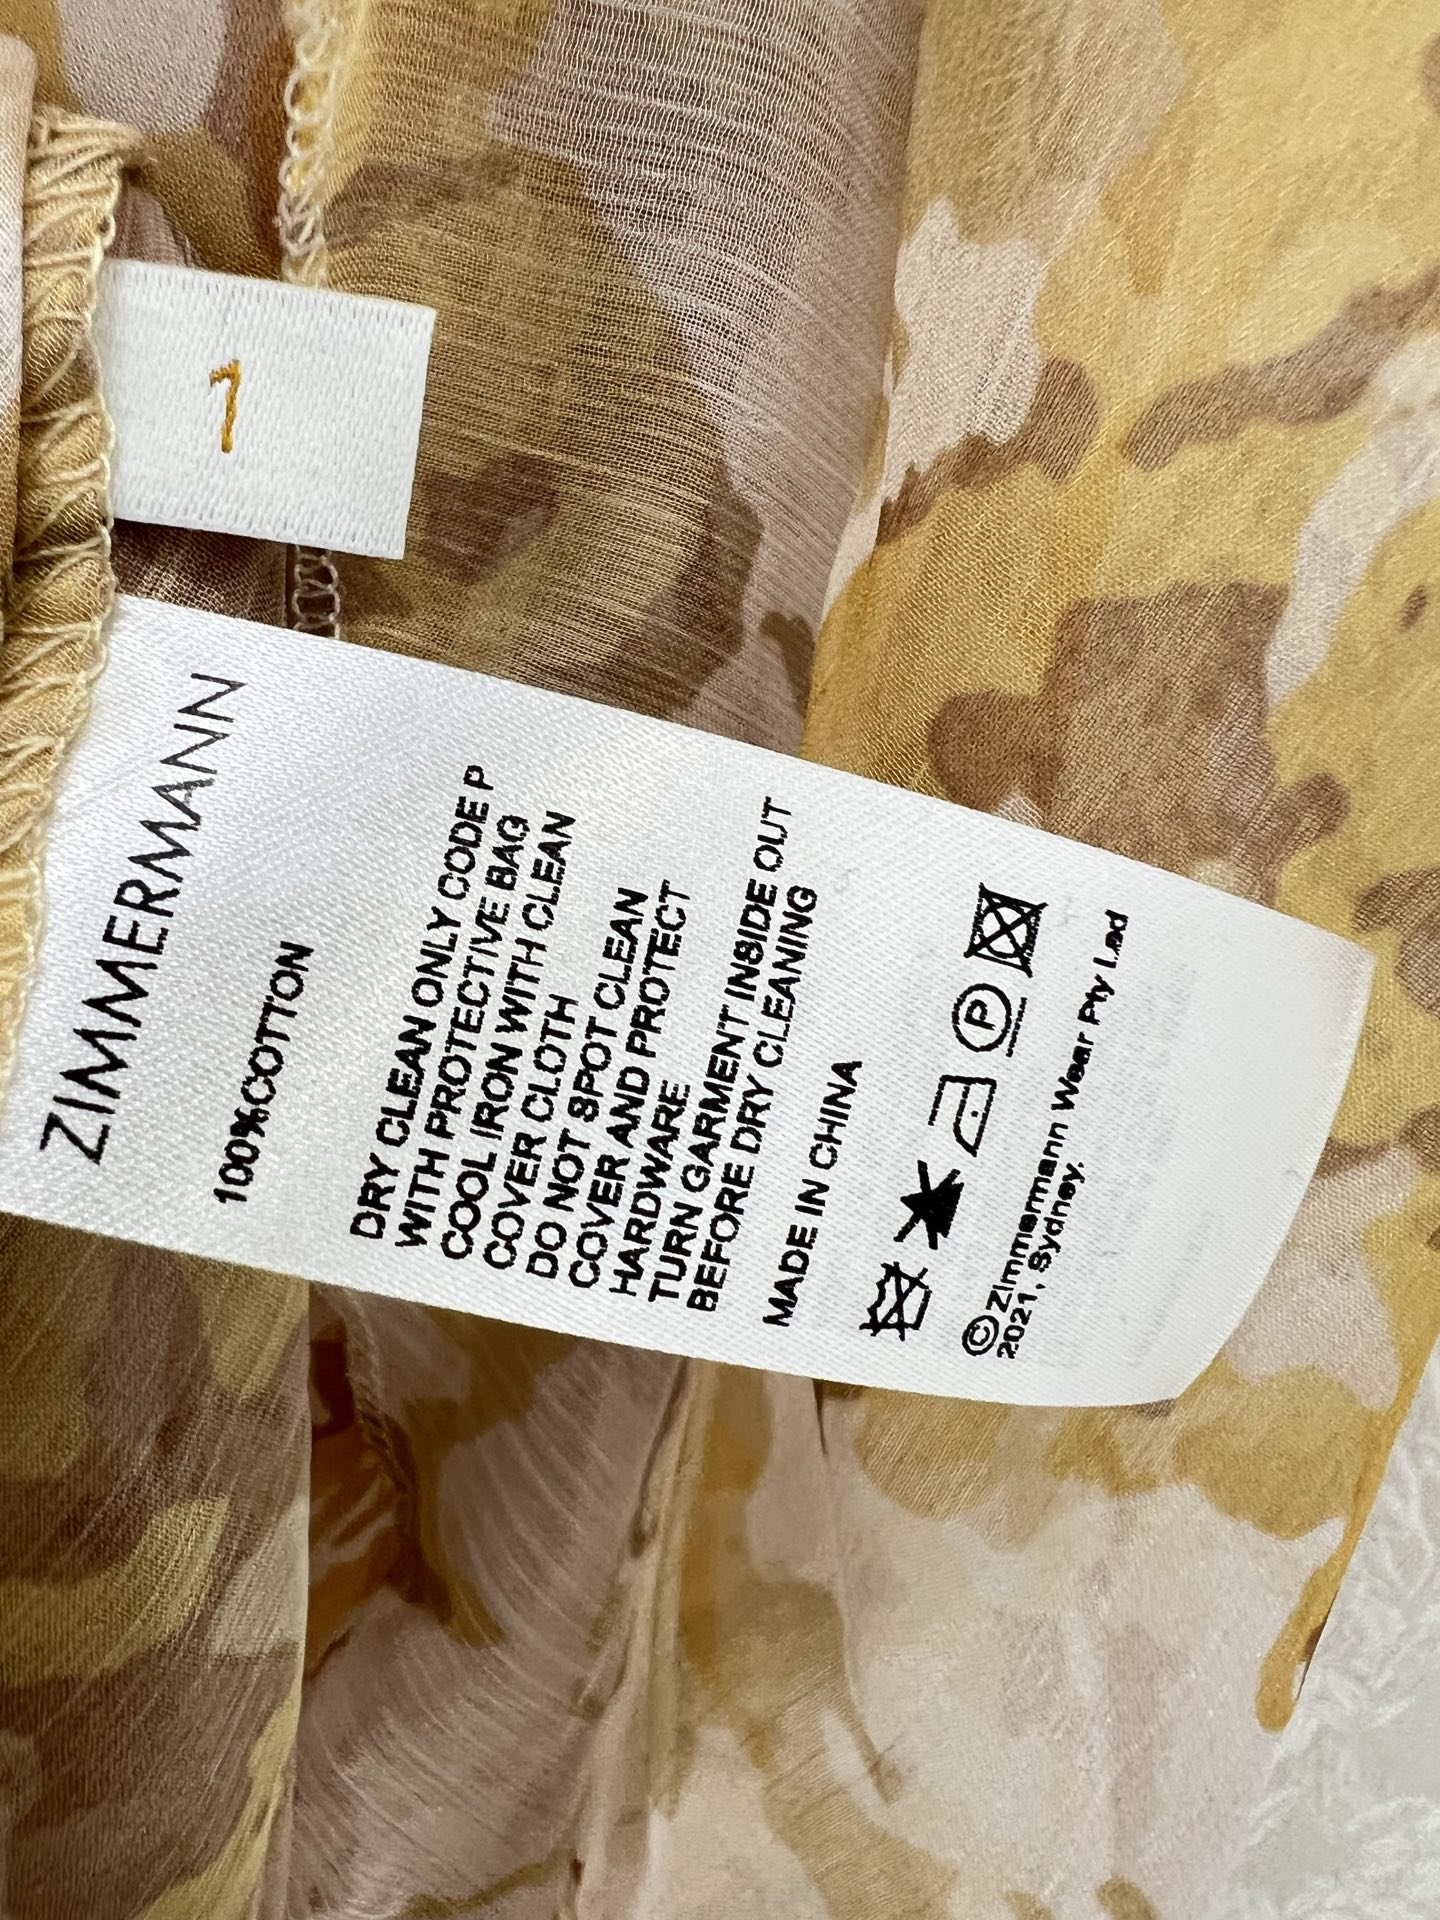 1
ZIMMERMANN
100%COTTON
DRY CLEAN ONLY CODE P
WITH PROTECTIVE BAG
COOL IRON WITH CLEAN
COVER CLOTH
DO NOT SPOT CLEAN
COVER AND PROTECT
HARDWARE
TURN GARMENT INSIDE OUT
BEFORE DRY CLEANING
MADE IN CHINA
P
©Zimmermann Wear Pty Lad
2021, Sydney.